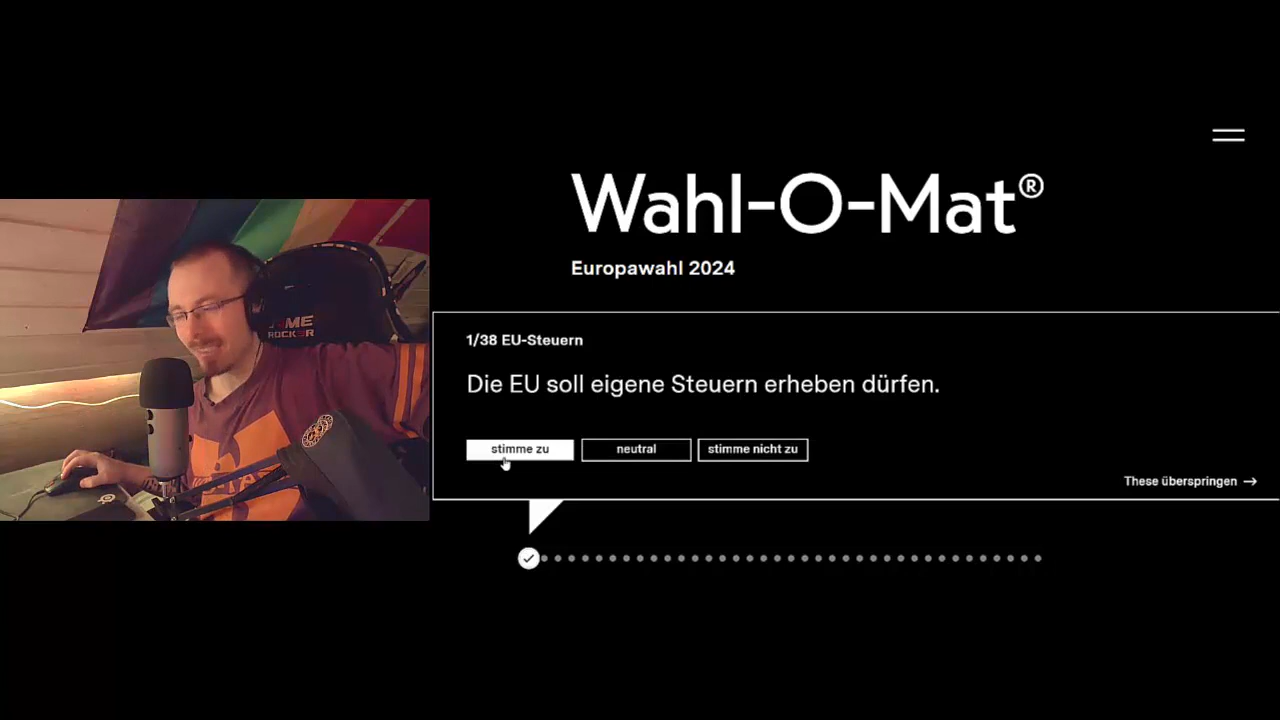 Wahl-O-Mat®
Europawahl 2024
1/38 EU-Steuern
Die EU soll eigene Steuern erheben dürfen.
stimme zu
neutral
stimme nicht zu
These überspringen →
ROCKER